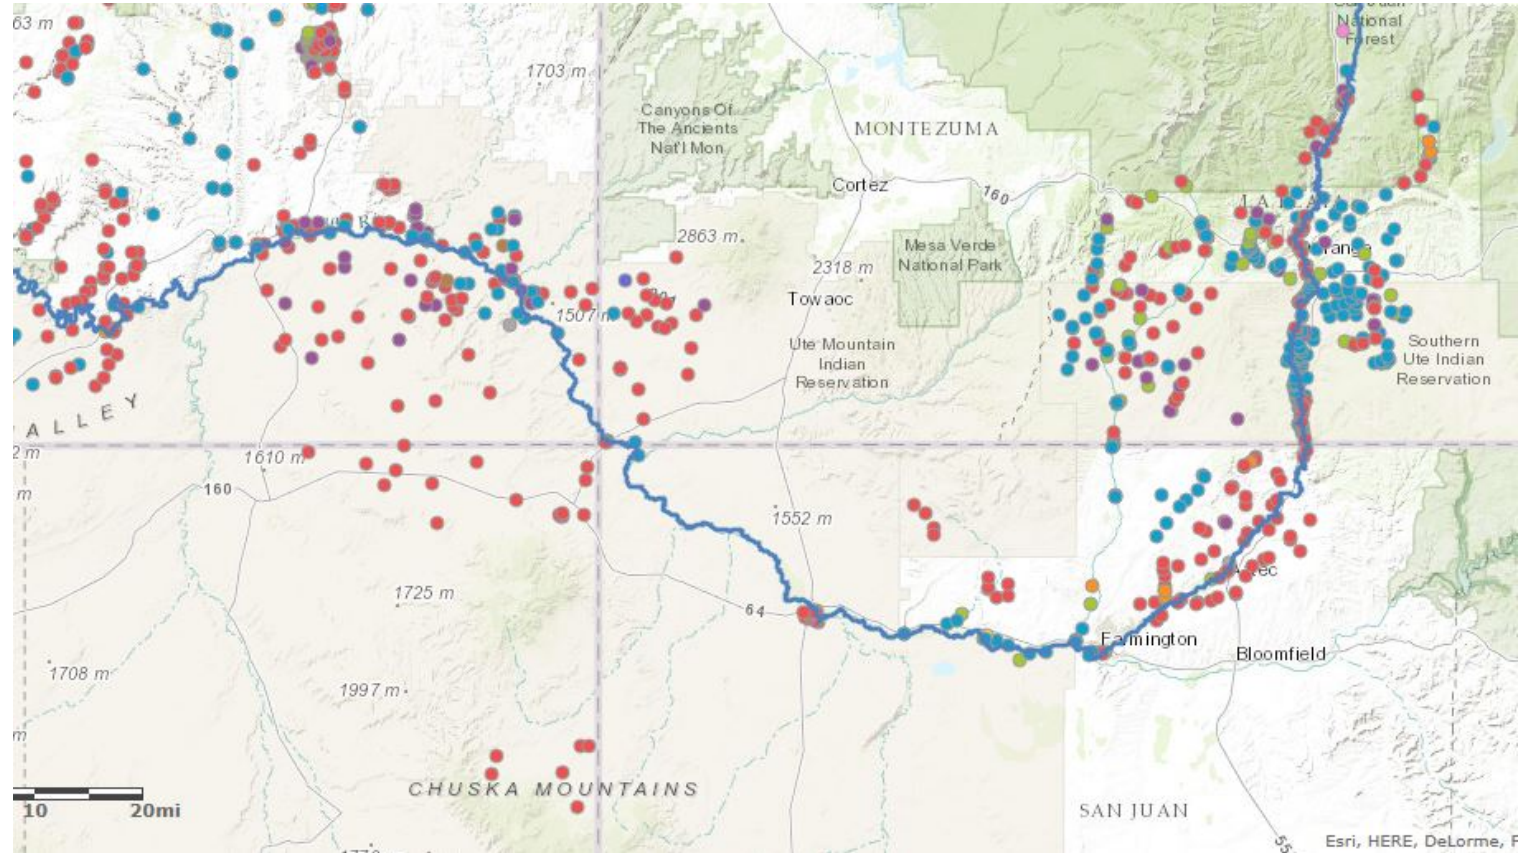 63 m
National
Forest
1703 m
Canyons Of
The Ancients
Nat'l Mon
MONTEZUMA
Cortez
160
2863 m
Mesa Verde
National Park
2318 m
Towaoc
1507 m
Ute Mountain
Indian
Reservation
Southern
Ute Indian
Reservation
ALLEY
2 m
1610 m
m
160
1552 m
1725 m
64
Farmington
Bloomfield
1708 m
1997 m
m
CHUSKA MOUNTAINS
10 20mi
SAN JUAN
Esri, HERE, DeLorme, F